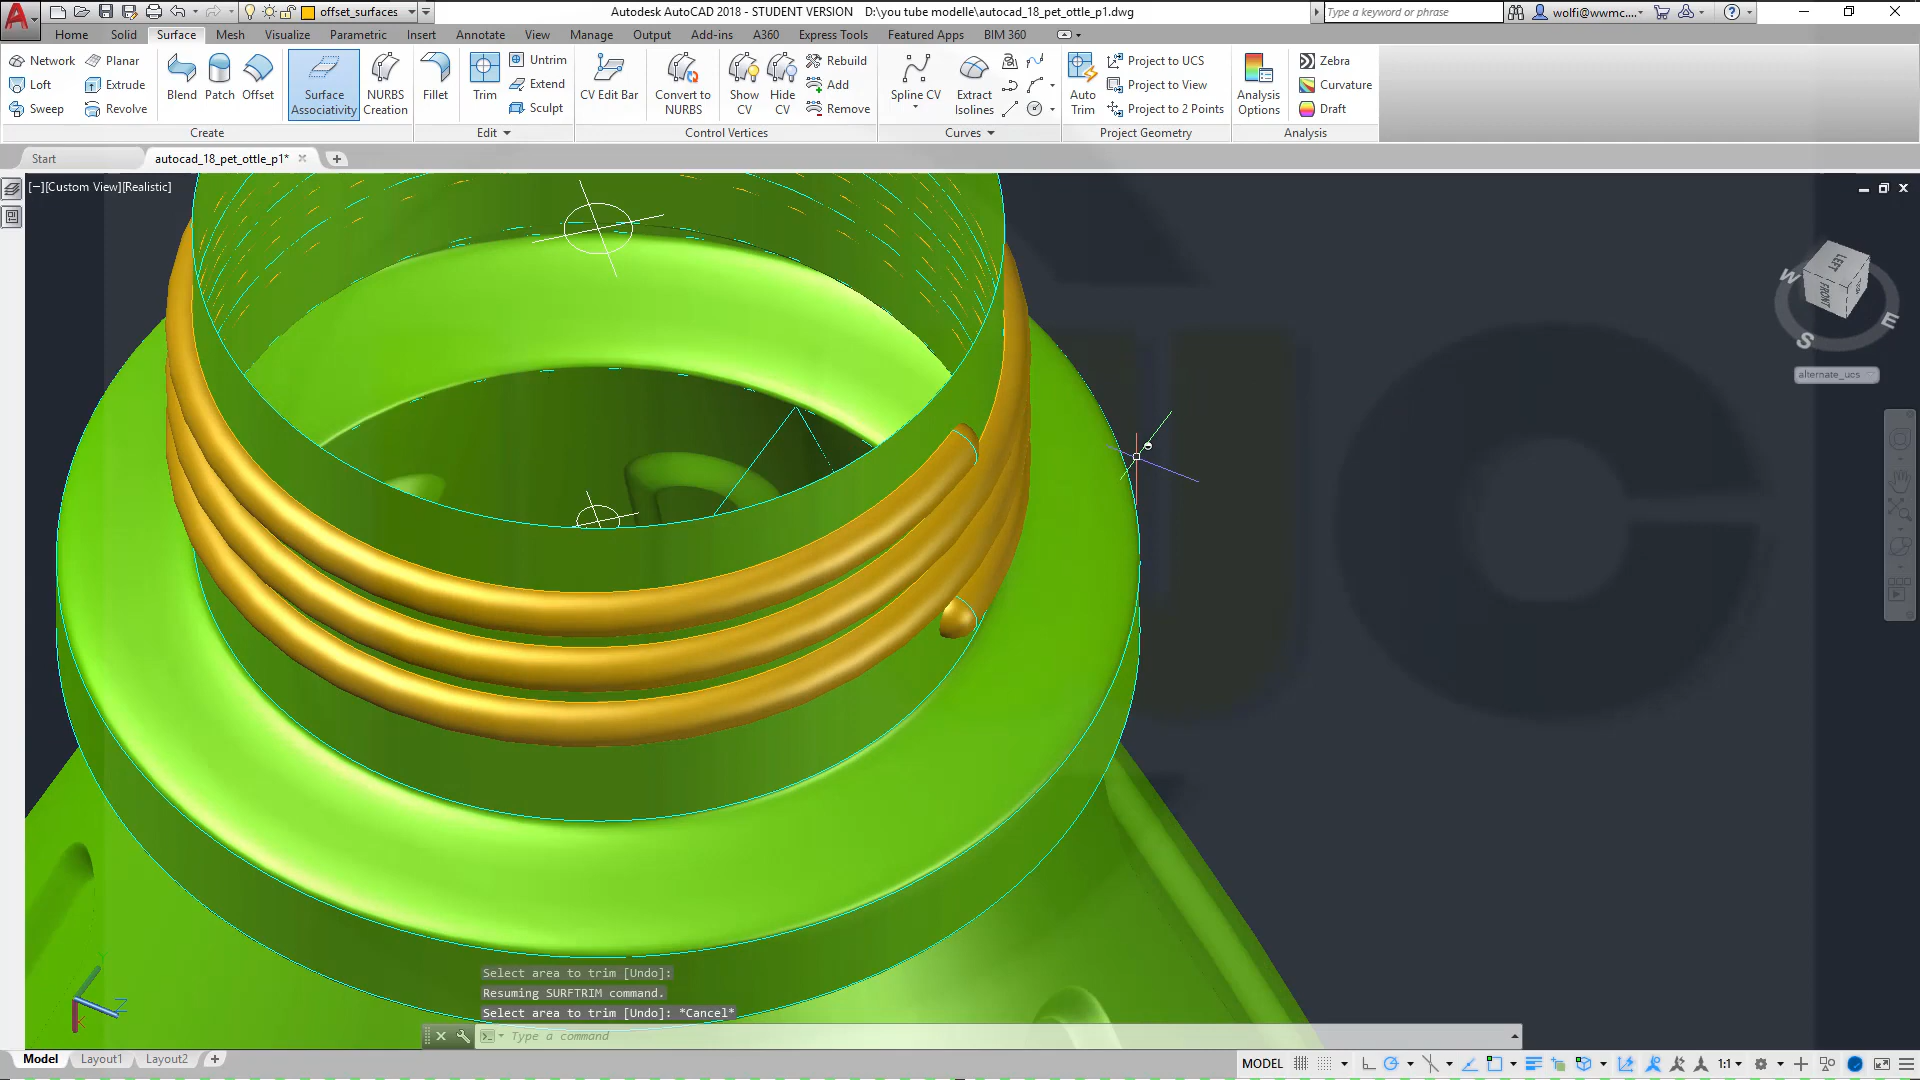 offset_surfaces
Autodesk AutoCAD 2018 - STUDENT VERSION D:\you tube modelle\autocad_18_pet_ottle_p1.dwg
Type a keyword or phrase
wolfi@wwmc....
Home Solid Surface Mesh Visualize Parametric Insert Annotate View Manage Output Add-ins A360 Express Tools Featured Apps BIM 360
Network Planar
Loft Extrude
Sweep Revolve
Blend Patch Offset
Surface Associativity
NURBS Creation
Fillet
Trim
Untrim
Extend
Sculpt
CV Edit Bar
Convert to NURBS
Show CV
Hide CV
Rebuild
Add
Remove
Spline CV
Extract Isolines
Auto Trim
Project to UCS
Project to View
Project to 2 Points
Analysis Options
Zebra
Curvature
Draft
Create Edit Control Vertices Curves Project Geometry Analysis
Start autocad_18_pet_ottle_p1*
[−][Custom View][Realistic]
LEFT
FRONT
W
S
E
alternate_ucs
Select area to trim [Undo]:
Resuming SURFTRIM command.
Select area to trim [Undo]: *Cancel*
Type a command
Z
Model Layout1 Layout2
MODEL
1:1